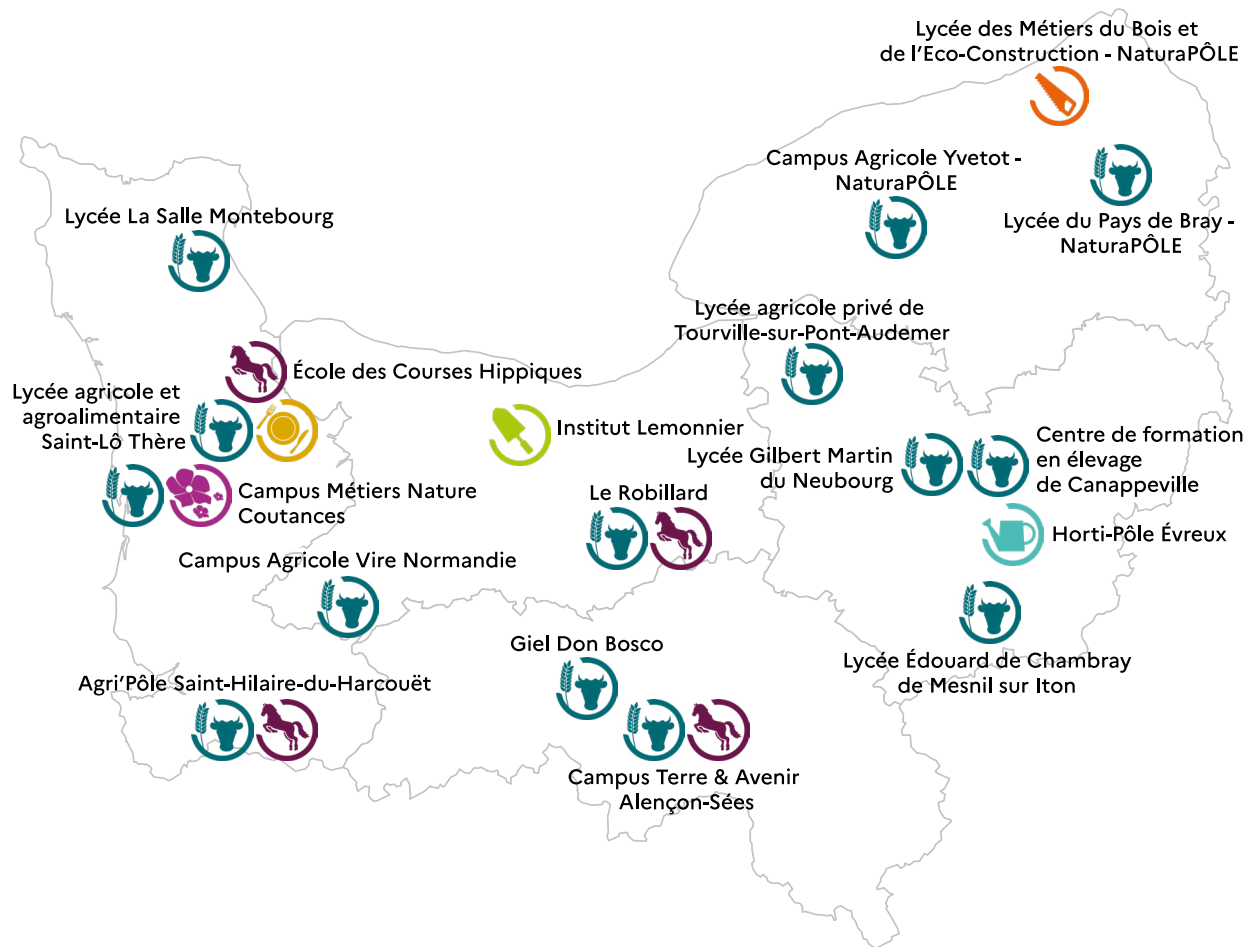 Lycée des Métiers du Bois et
de l'Eco-Construction - NaturaPÔLE
Campus Agricole Yvetot -
NaturaPÔLE
Lycée du Pays de Bray -
NaturaPÔLE
Lycée La Salle Montebourg
Lycée agricole privé de
Tourville-sur-Pont-Audemer
École des Courses Hippiques
Lycée agricole et
agroalimentaire
Saint-Lô Thère
Institut Lemonnier
Lycée Gilbert Martin
du Neubourg
Centre de formation
en élevage
de Canappeville
Campus Métiers Nature
Coutances
Le Robillard
Horti-Pôle Évreux
Campus Agricole Vire Normandie
Giel Don Bosco
Lycée Édouard de Chambray
de Mesnil sur Iton
Agri'Pôle Saint-Hilaire-du-Harcouët
Campus Terre & Avenir
Alençon-Sées